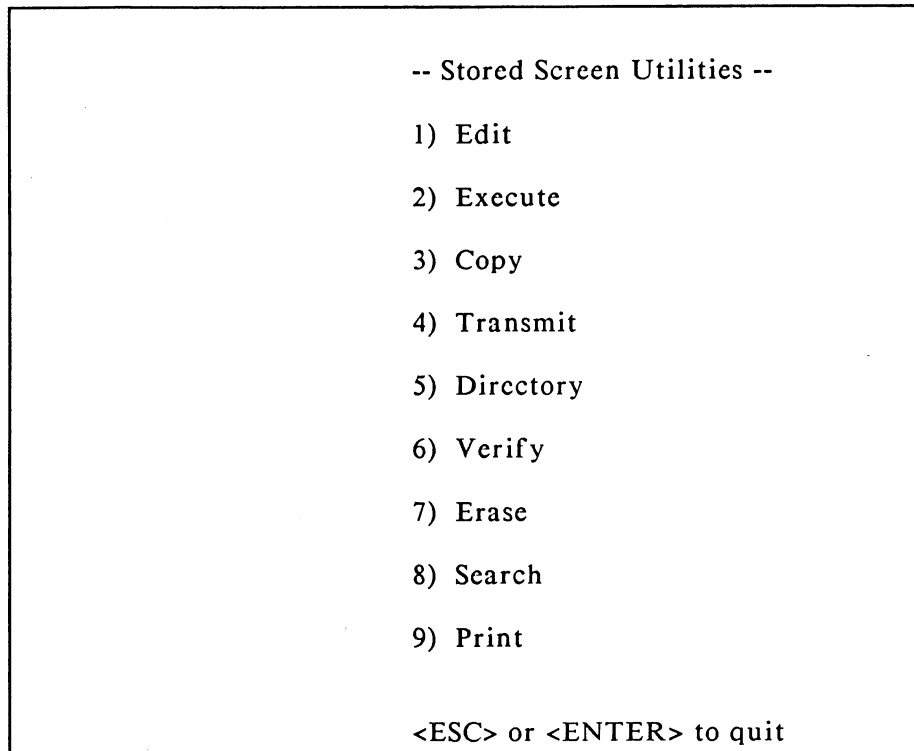 -- Stored Screen Utilities --
1) Edit
2) Execute
3) Copy
4) Transmit
5) Directory
6) Verify
7) Erase
8) Search
9) Print
<ESC> or <ENTER> to quit